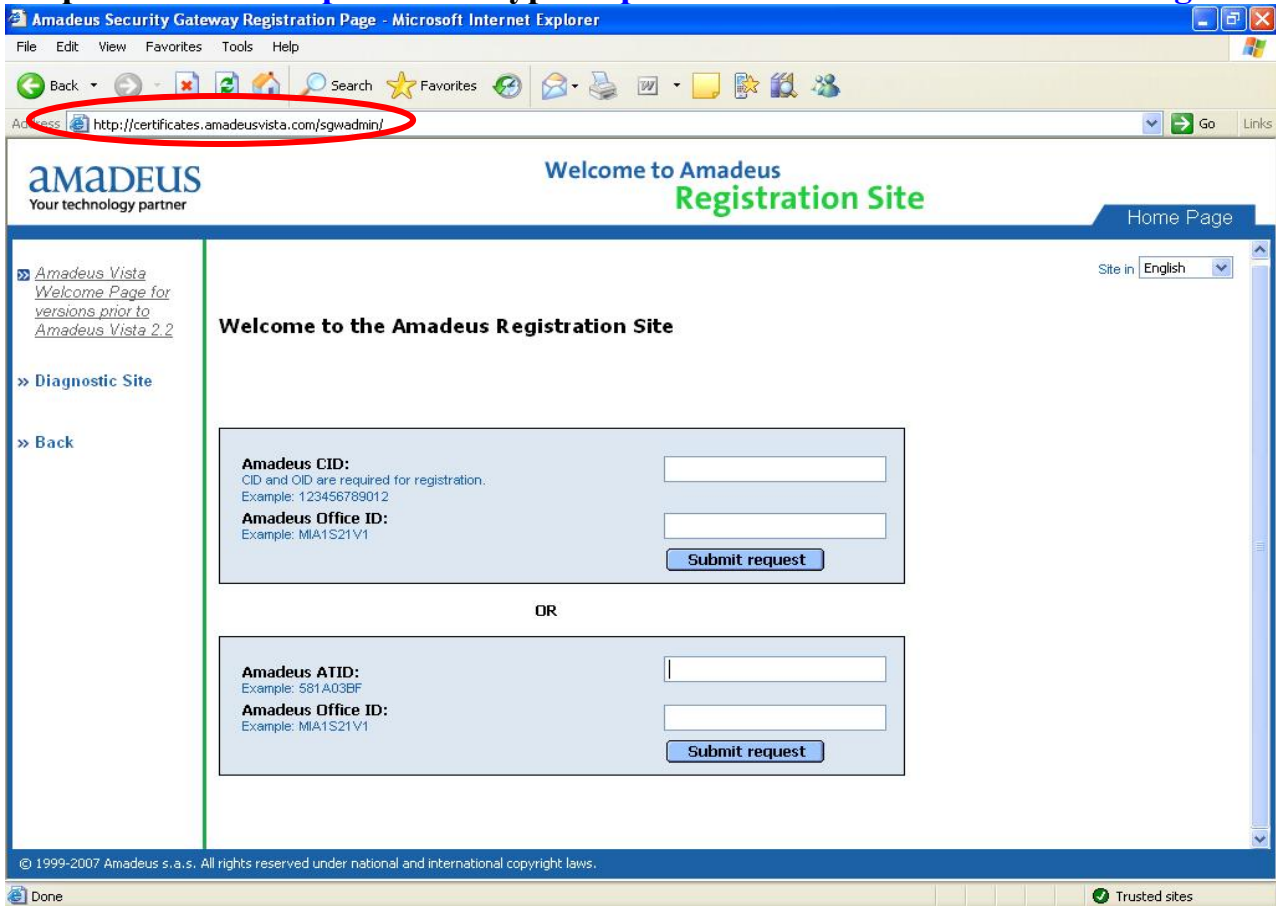 Amadeus Security Gateway Registration Page - Microsoft Internet Explorer
File Edit View Favorites Tools Help
Back Search Favorites
Address http://certificates.amadeusvista.com/sgwadmin/ Go Links
amadeus
Your technology partner
Welcome to Amadeus
Registration Site
Home Page
Site in English
» Amadeus Vista
Welcome Page for
versions prior to
Amadeus Vista 2.2
» Diagnostic Site
» Back
Welcome to the Amadeus Registration Site
Amadeus CID:
CID and OID are required for registration.
Example: 123456789012
Amadeus Office ID:
Example: MIA1S21V1
Submit request
OR
Amadeus ATID:
Example: 581A03BF
Amadeus Office ID:
Example: MIA1S21V1
Submit request
© 1999-2007 Amadeus s.a.s. All rights reserved under national and international copyright laws.
Done Trusted sites